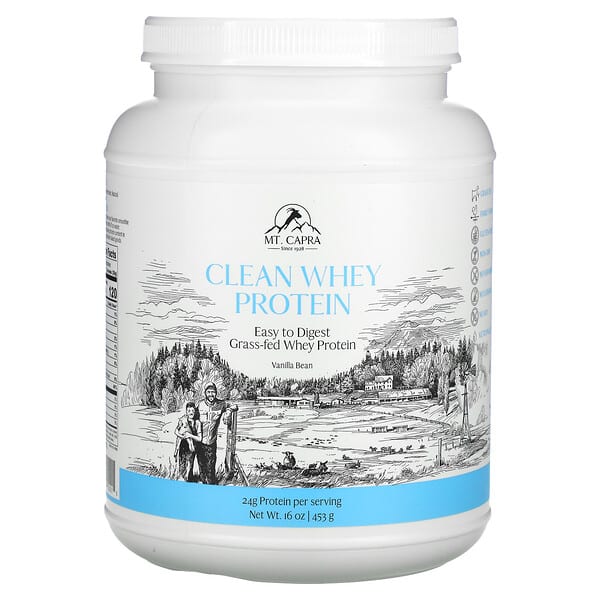 MT. CAPRA
Since 1928
CLEAN WHEY
PROTEIN
Easy to Digest
Grass-fed Whey Protein
Vanilla Bean
24g Protein per serving
Net Wt. 16 oz | 453 g
120